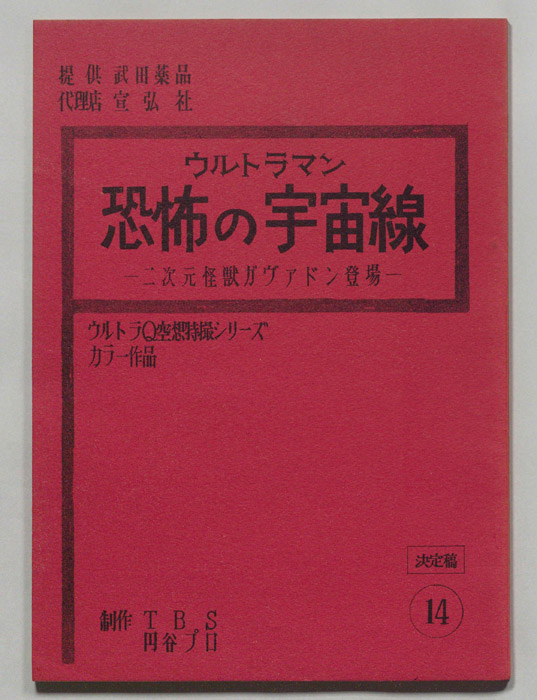 提供 武田薬品
代理店 宣弘社
ウルトラマン
恐怖の宇宙線
―二次元怪獣ガヴァドン登場―
ウルトラQ空想特撮シリーズ
カラー作品
決定稿
14
制作 TBS
円谷プロ